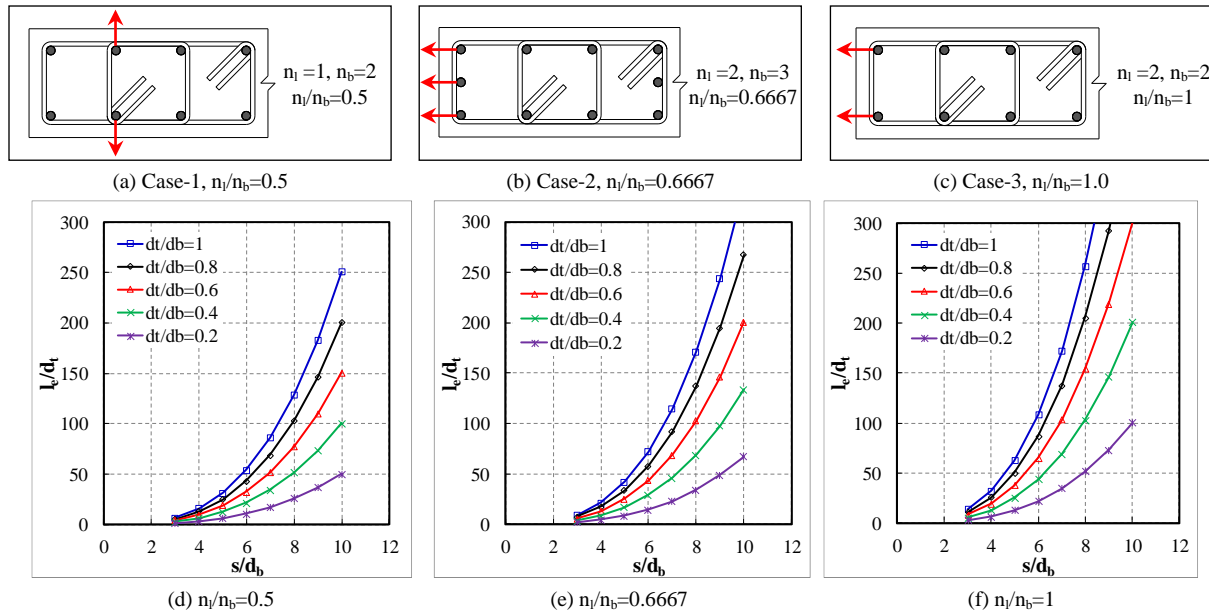 n_l =1, n_b=2
n_l/n_b=0.5
n_l =2, n_b=3
n_l/n_b=0.6667
n_l =2, n_b=2
n_l/n_b=1
(a) Case-1, n_l/n_b=0.5
(b) Case-2, n_l/n_b=0.6667
(c) Case-3, n_l/n_b=1.0
300
250
200
150
100
50
0
l_e/d_t
dt/db=1
dt/db=0.8
dt/db=0.6
dt/db=0.4
dt/db=0.2
0 2 4 6 8 10 12
s/d_b
(d) n_l/n_b=0.5
300
250
200
150
100
50
0
l_e/d_t
dt/db=1
dt/db=0.8
dt/db=0.6
dt/db=0.4
dt/db=0.2
0 2 4 6 8 10 12
s/d_b
(e) n_l/n_b=0.6667
300
250
200
150
100
50
0
l_e/d_t
dt/db=1
dt/db=0.8
dt/db=0.6
dt/db=0.4
dt/db=0.2
0 2 4 6 8 10 12
s/d_b
(f) n_l/n_b=1